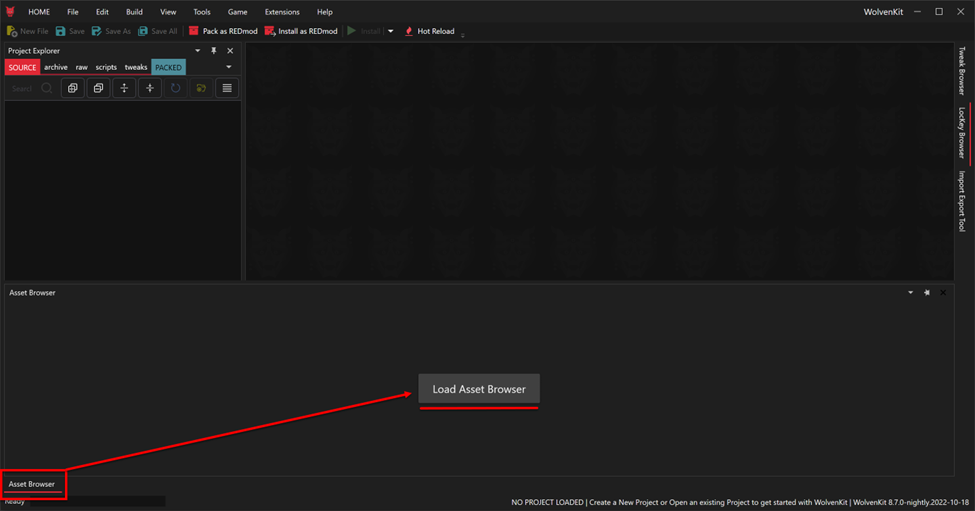 HOME File Edit Build View Tools Game Extensions Help WolvenKit
New File Save Save As Save All Pack as REDmod Install as REDmod Install Hot Reload
Project Explorer
SOURCE archive raw scripts tweaks PACKED
Search
Tweak Browser
LocKey Browser
Import Export Tool
Asset Browser
Load Asset Browser
Asset Browser
Ready
NO PROJECT LOADED | Create a New Project or Open an existing Project to get started with WolvenKit | WolvenKit 8.7.0-nightly.2022-10-18